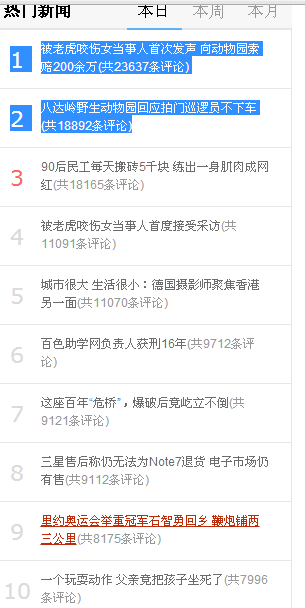 热门新闻 本日 本周 本月
1 被老虎咬伤女当事人首次发声 向动物园索
赔200余万(共23637条评论)
2 八达岭野生动物园回应拍门巡逻员不下车
(共18892条评论)
3 90后民工每天搬砖5千块 练出一身肌肉成网
红(共18165条评论)
4 被老虎咬伤女当事人首度接受采访(共
11091条评论)
5 城市很大 生活很小：德国摄影师聚焦香港
另一面(共11070条评论)
6 百色助学网负责人获刑16年(共9712条评
论)
7 这座百年“危桥”，爆破后竟屹立不倒(共
9121条评论)
8 三星售后称仍无法为Note7退货 电子市场仍
有售(共9112条评论)
9 里约奥运会举重冠军石智勇回乡 鞭炮铺两
三公里(共8175条评论)
10 一个玩耍动作 父亲竟把孩子坐死了(共7996
条评论)